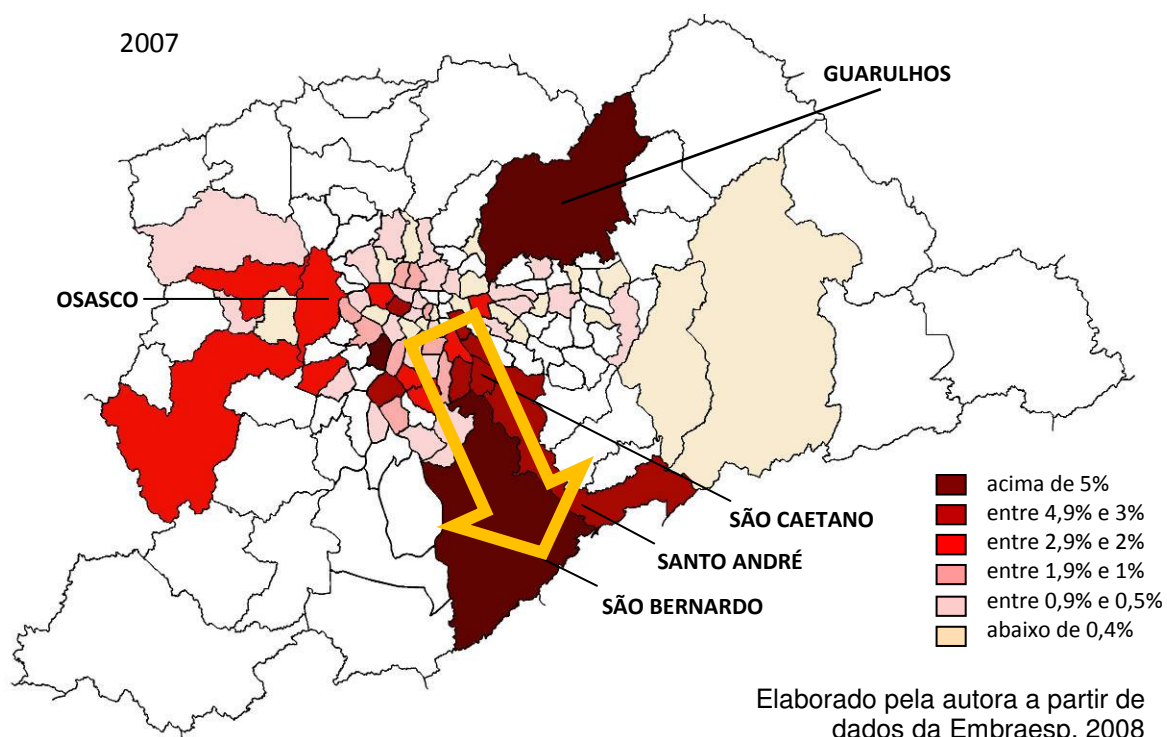 2007
GUARULHOS
OSASCO
SÃO CAETANO
SANTO ANDRÉ
SÃO BERNARDO
acima de 5%
entre 4,9% e 3%
entre 2,9% e 2%
entre 1,9% e 1%
entre 0,9% e 0,5%
abaixo de 0,4%
Elaborado pela autora a partir de
dados da Embraesp, 2008